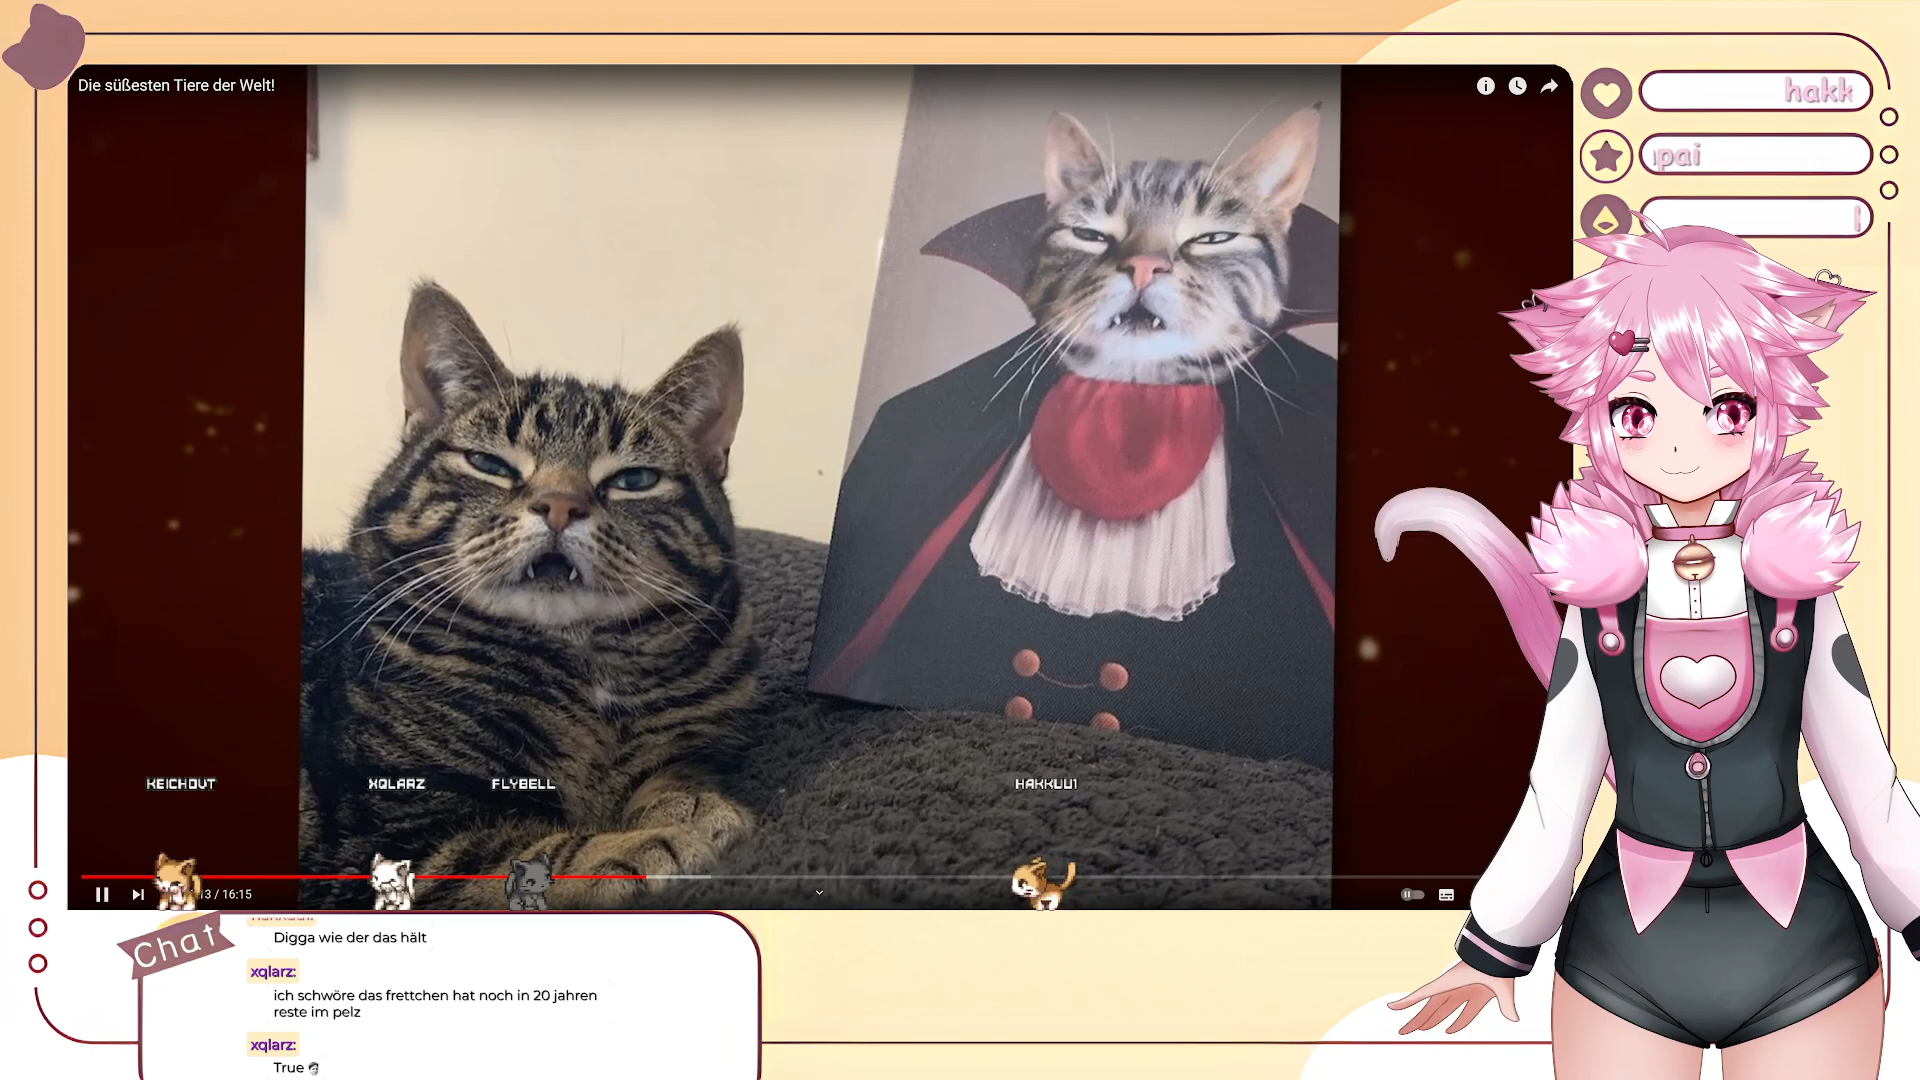 Die süßesten Tiere der Welt!
hakk
pai
KEICHOUT
XQLARZ
FLYBELL
HAKKUU1
13 / 16:15
Chat
Digga wie der das hält
xqlarz:
ich schwöre das frettchen hat noch in 20 jahren
reste im pelz
xqlarz:
True